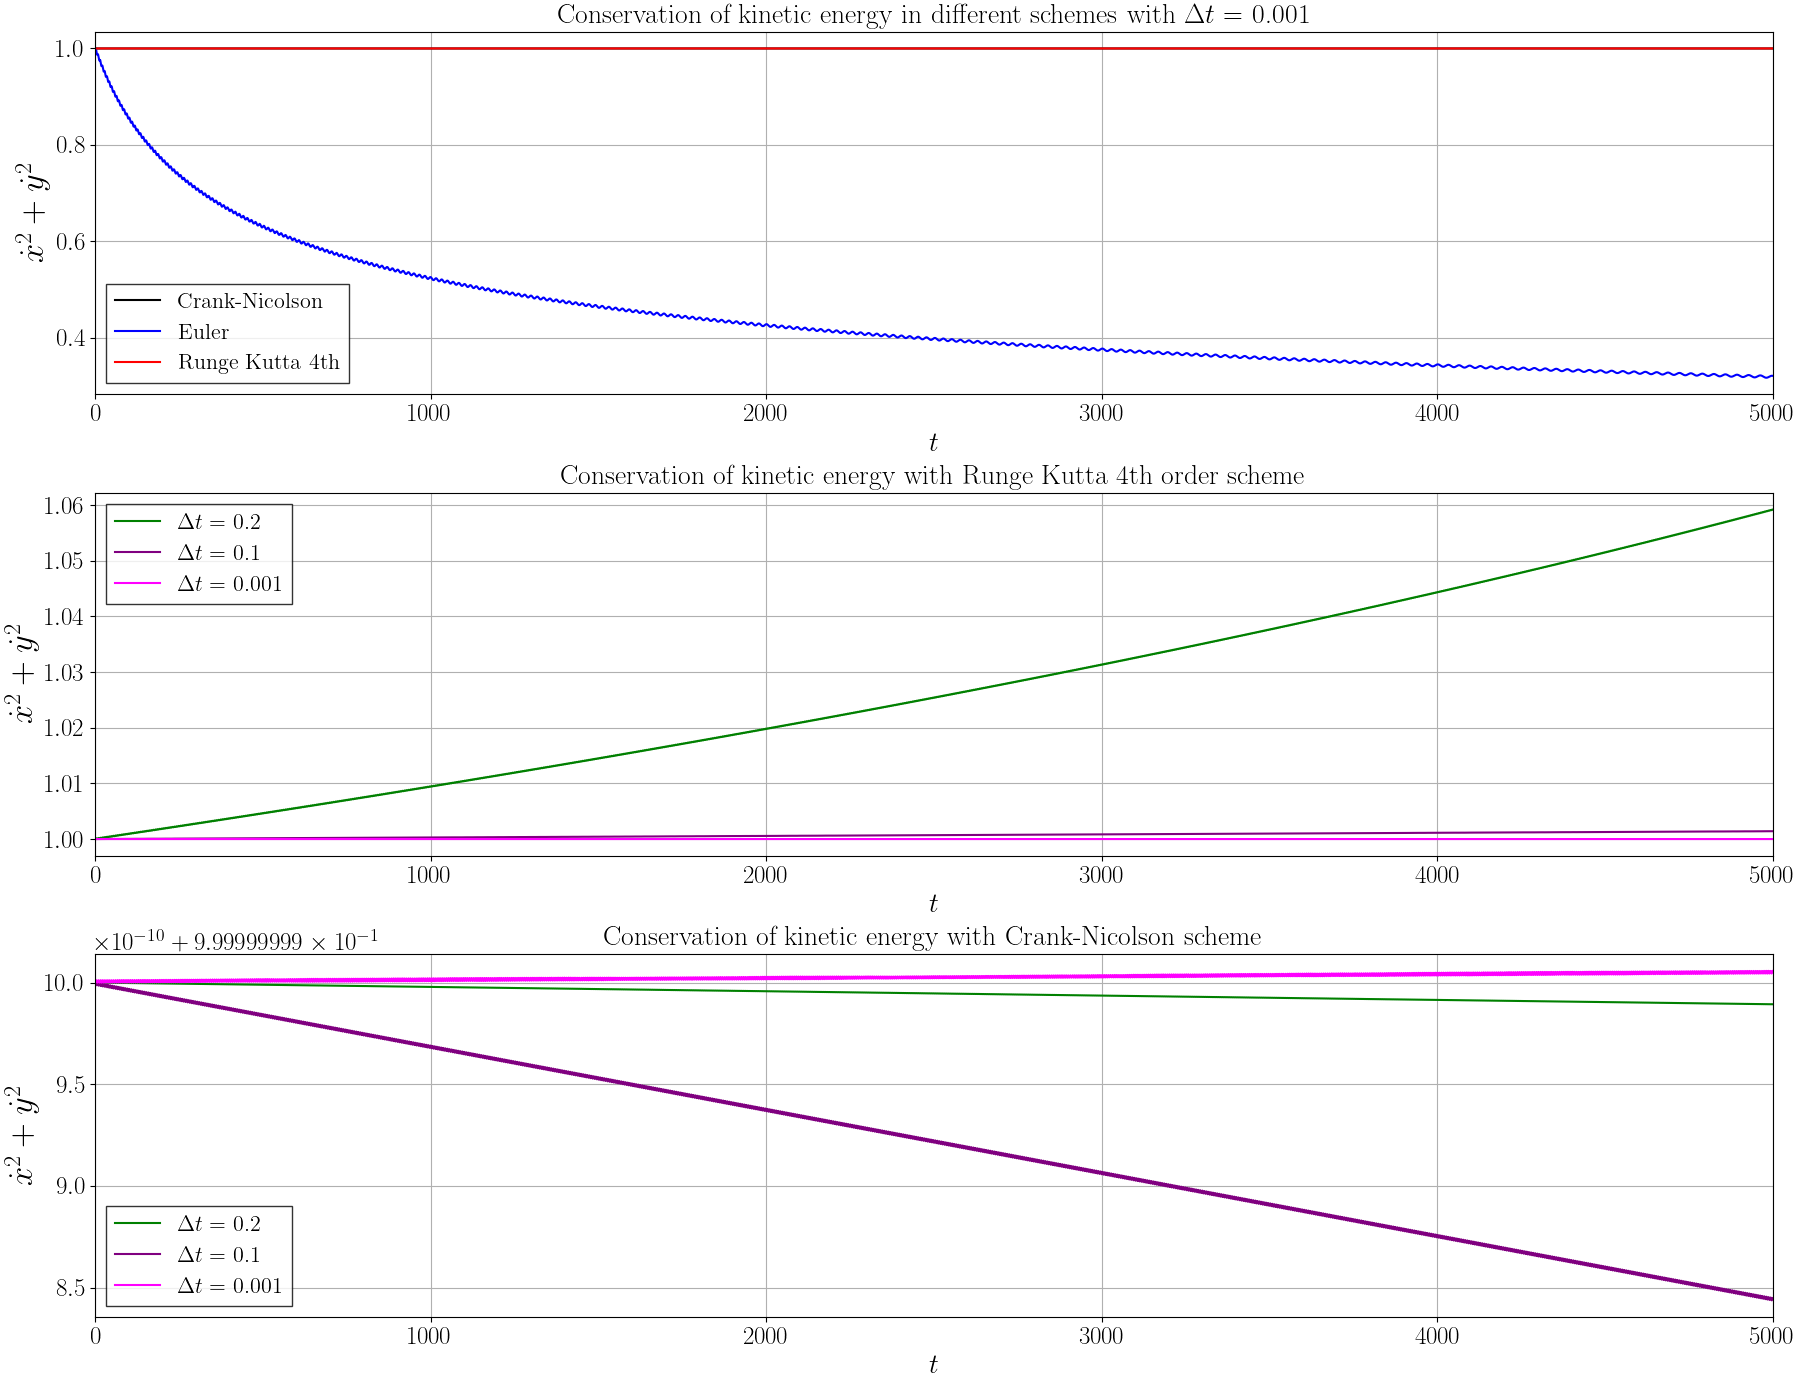 Conservation of kinetic energy in different schemes with Δt = 0.001
1.0
0.8
0.6
0.4
ẋ² + ẏ²
Crank-Nicolson
Euler
Runge Kutta 4th
0 1000 2000 3000 4000 5000
t
Conservation of kinetic energy with Runge Kutta 4th order scheme
1.06
1.05
1.04
1.03
1.02
1.01
1.00
ẋ² + ẏ²
Δt = 0.2
Δt = 0.1
Δt = 0.001
0 1000 2000 3000 4000 5000
t
×10⁻¹⁰ + 9.99999999 × 10⁻¹
Conservation of kinetic energy with Crank-Nicolson scheme
10.0
9.5
9.0
8.5
ẋ² + ẏ²
Δt = 0.2
Δt = 0.1
Δt = 0.001
0 1000 2000 3000 4000 5000
t